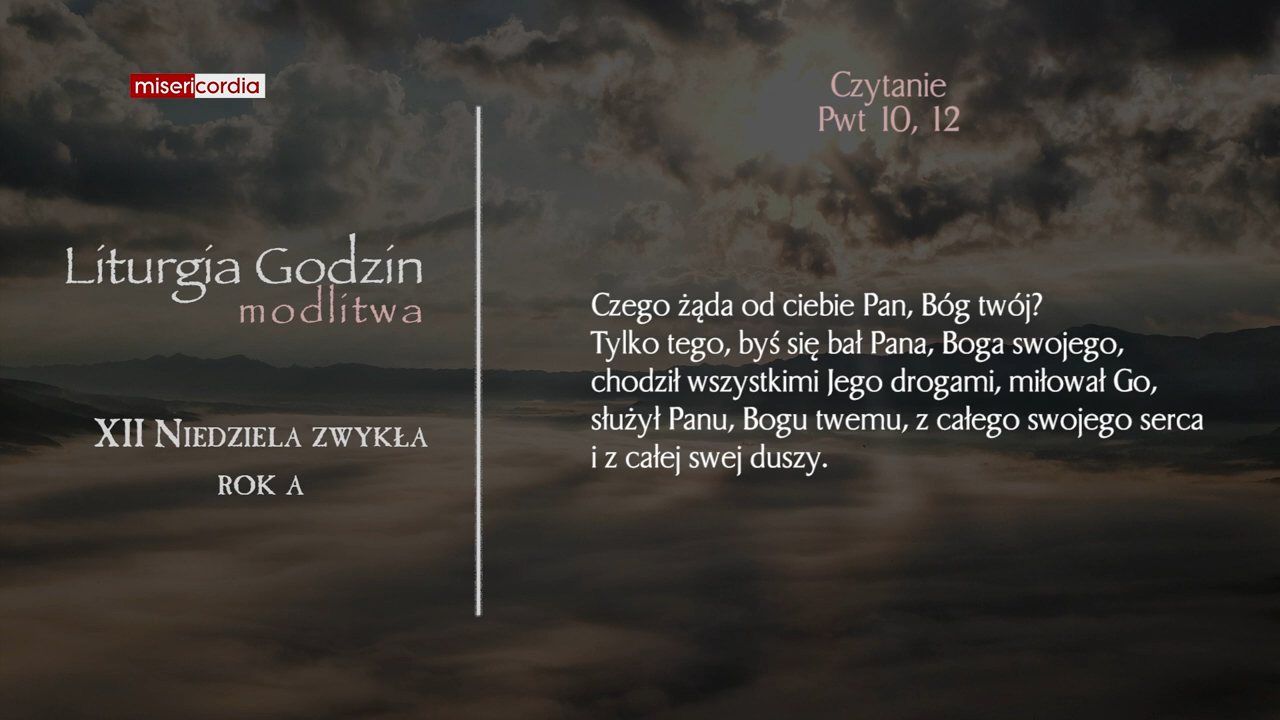 misericordia
Liturgia Godzin
modlitwa
XII Niedziela zwykła
rok A
Czytanie
Pwt 10, 12
Czego żąda od ciebie Pan, Bóg twój?
Tylko tego, byś się bał Pana, Boga swojego,
chodził wszystkimi Jego drogami, miłował Go,
służył Panu, Bogu twemu, z całego swojego serca
i z całej swej duszy.